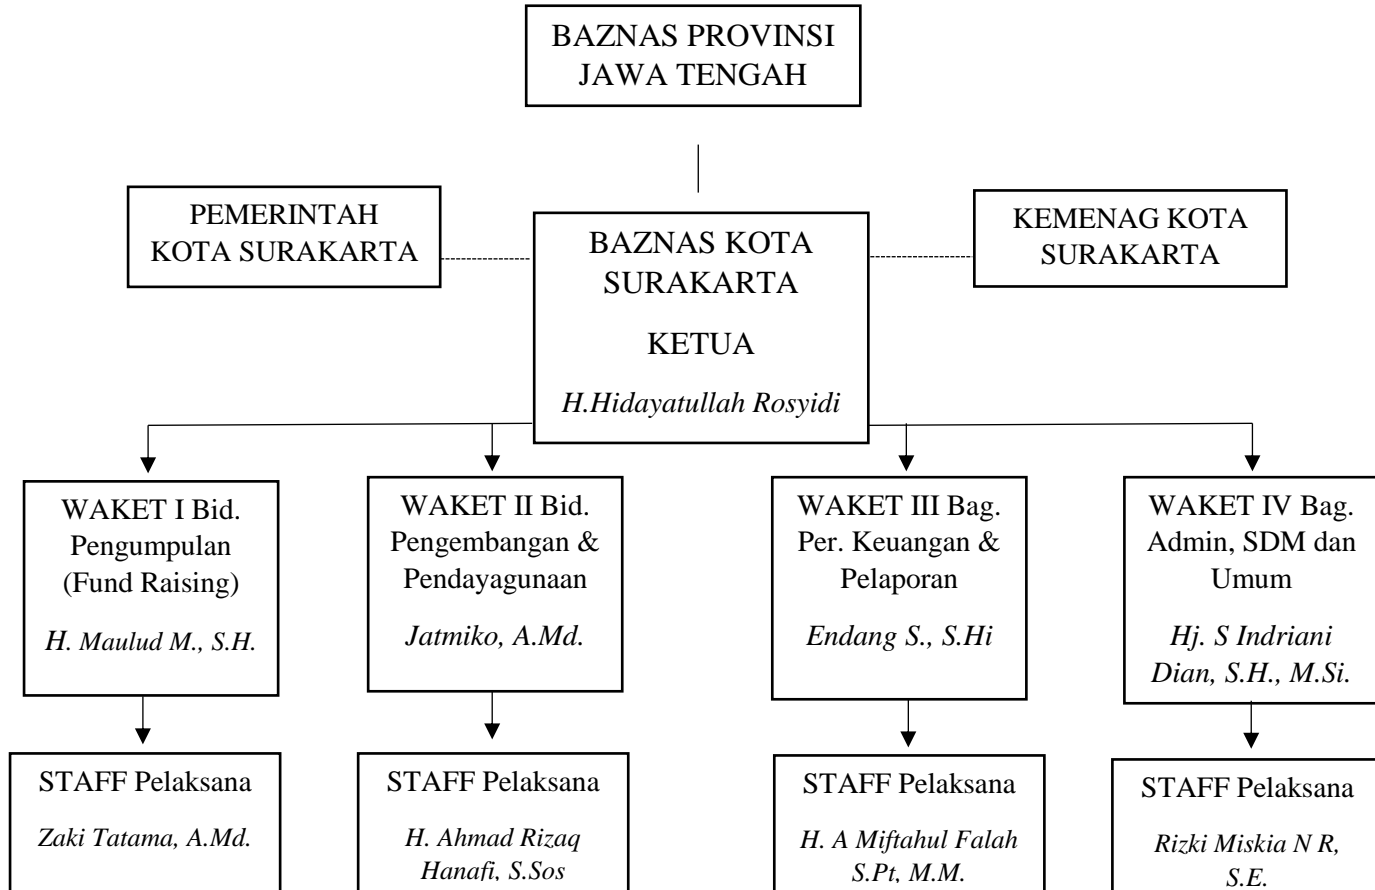 BAZNAS PROVINSI
JAWA TENGAH
PEMERINTAH
KOTA SURAKARTA
BAZNAS KOTA
SURAKARTA
KETUA
H.Hidayatullah Rosyidi
KEMENAG KOTA
SURAKARTA
WAKET I Bid.
Pengumpulan
(Fund Raising)
H. Maulud M., S.H.
WAKET II Bid.
Pengembangan &
Pendayagunaan
Jatmiko, A.Md.
WAKET III Bag.
Per. Keuangan &
Pelaporan
Endang S., S.Hi
WAKET IV Bag.
Admin, SDM dan
Umum
Hj. S Indriani
Dian, S.H., M.Si.
STAFF Pelaksana
Zaki Tatama, A.Md.
STAFF Pelaksana
H. Ahmad Rizaq
Hanafi, S.Sos
STAFF Pelaksana
H. A Miftahul Falah
S.Pt, M.M.
STAFF Pelaksana
Rizki Miskia N R,
S.E.